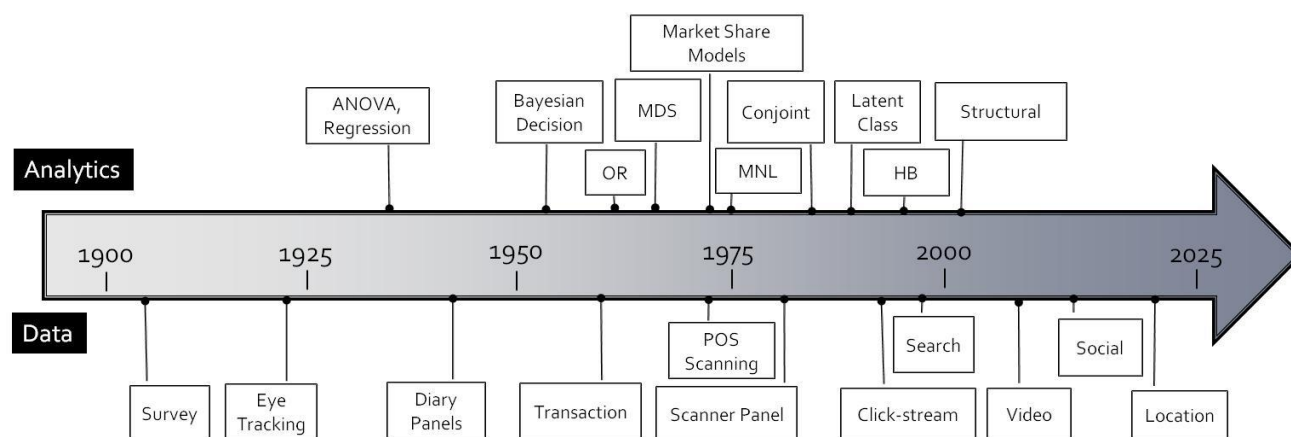 Market Share
Models
ANOVA,
Regression
Bayesian
Decision
MDS
Conjoint
Latent
Class
Structural
Analytics
OR
MNL
HB
1900
1925
1950
1975
2000
2025
Data
POS
Scanning
Search
Social
Survey
Eye
Tracking
Diary
Panels
Transaction
Scanner Panel
Click-stream
Video
Location